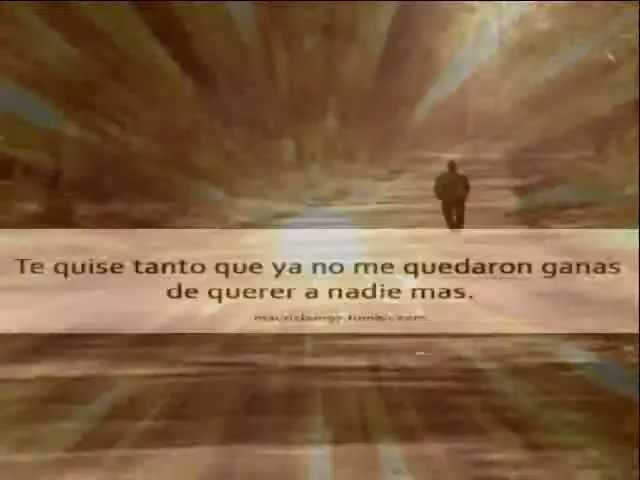 Te quise tanto que ya no me quedaron ganas
de querer a nadie mas.